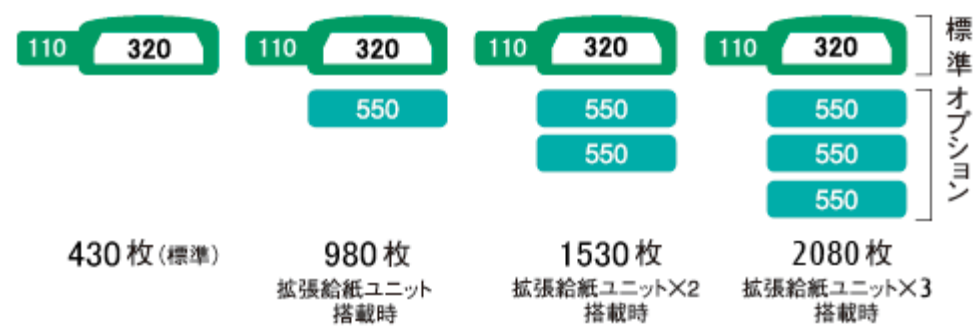 110 320 110 320 110 320 110 320
標準
550 550 550
オプション
550 550
550
430枚(標準) 980枚 1530枚 2080枚
拡張給紙ユニット 拡張給紙ユニット×2 拡張給紙ユニット×3
搭載時 搭載時 搭載時